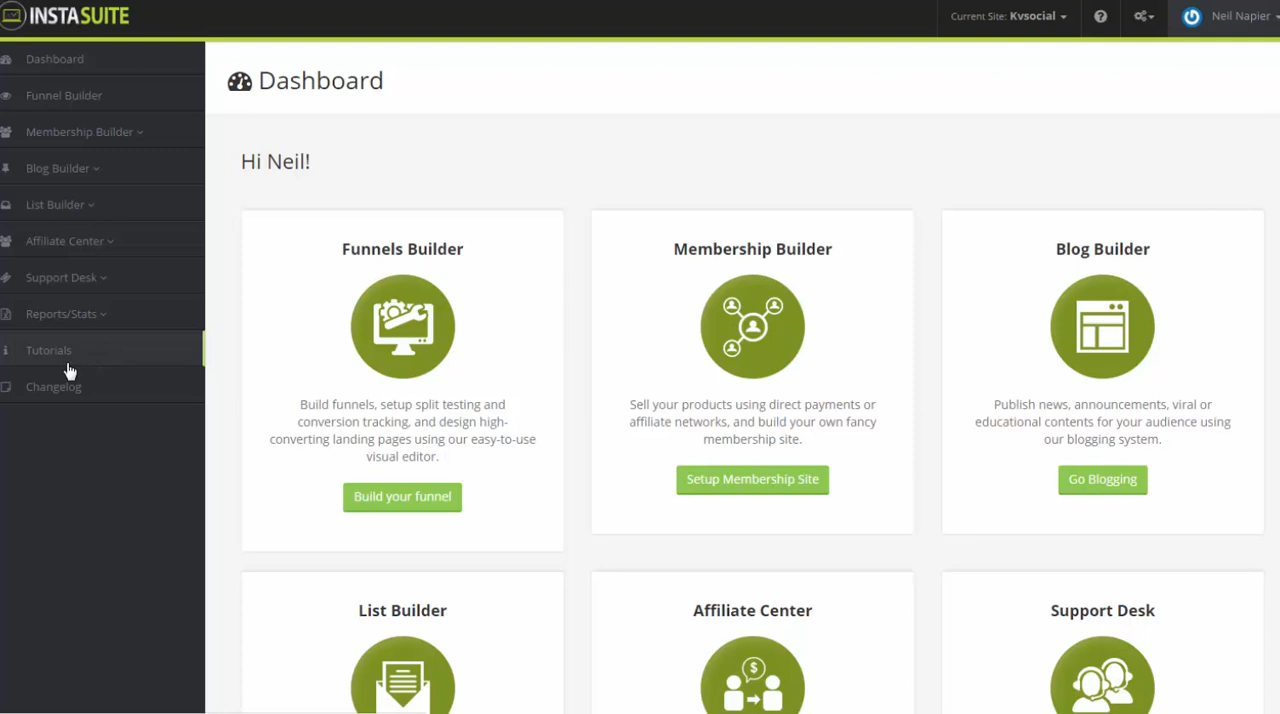 INSTASUITE
Current Site: Kvsocial
Neil Napier
Dashboard
Funnel Builder
Membership Builder
Blog Builder
List Builder
Affiliate Center
Support Desk
Reports/Stats
Tutorials
Changelog
Dashboard
Hi Neil!
Funnels Builder
Build funnels, setup split testing and
conversion tracking, and design high-
converting landing pages using our easy-to-use
visual editor.
Build your funnel
Membership Builder
Sell your products using direct payments or
affiliate networks, and build your own fancy
membership site.
Setup Membership Site
Blog Builder
Publish news, announcements, viral or
educational contents for your audience using
our blogging system.
Go Blogging
List Builder
Affiliate Center
Support Desk